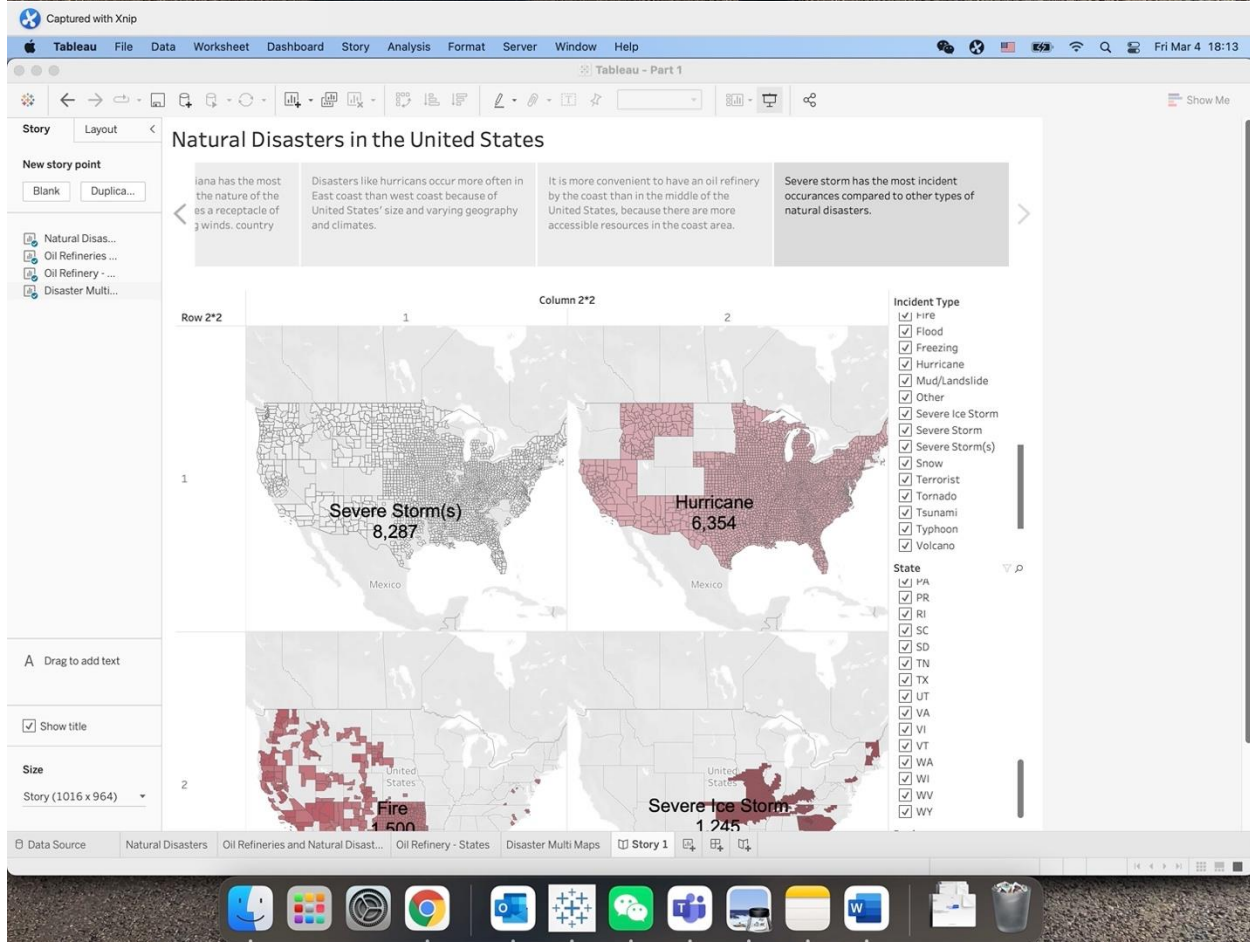 Captured with Xnip
Tableau File Data Worksheet Dashboard Story Analysis Format Server Window Help Fri Mar 4 18:13
Tableau - Part 1
Show Me
Story Layout
New story point
Blank Duplica...
Natural Disas...
Oil Refineries ...
Oil Refinery - ...
Disaster Multi...
A Drag to add text
Show title
Size
Story (1016 x 964)
Natural Disasters in the United States
iana has the most
the nature of the
es a receptacle of
g winds. country
Disasters like hurricans occur more often in
East coast than west coast because of
United States' size and varying geography
and climates.
It is more convenient to have an oil refinery
by the coast than in the middle of the
United States, because there are more
accessible resources in the coast area.
Severe storm has the most incident
occurances compared to other types of
natural disasters.
Column 2*2
Row 2*2 1 2
1
Severe Storm(s)
8,287
Mexico
Hurricane
6,354
Mexico
2
United
States
Fire
1,500
United
States
Severe Ice Storm
1,245
Incident Type
Fire
Flood
Freezing
Hurricane
Mud/Landslide
Other
Severe Ice Storm
Severe Storm
Severe Storm(s)
Snow
Terrorist
Tornado
Tsunami
Typhoon
Volcano
State
PA
PR
RI
SC
SD
TN
TX
UT
VA
VI
VT
WA
WI
WV
WY
Data Source Natural Disasters Oil Refineries and Natural Disast... Oil Refinery - States Disaster Multi Maps Story 1